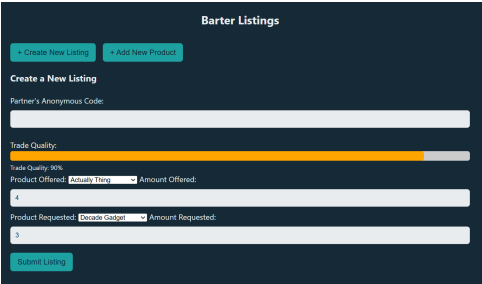 Barter Listings
+ Create New Listing + Add New Product
Create a New Listing
Partner's Anonymous Code:
Trade Quality:
Trade Quality: 90%
Product Offered: Actually Thing Amount Offered:
4
Product Requested: Decade Gadget Amount Requested:
3
Submit Listing